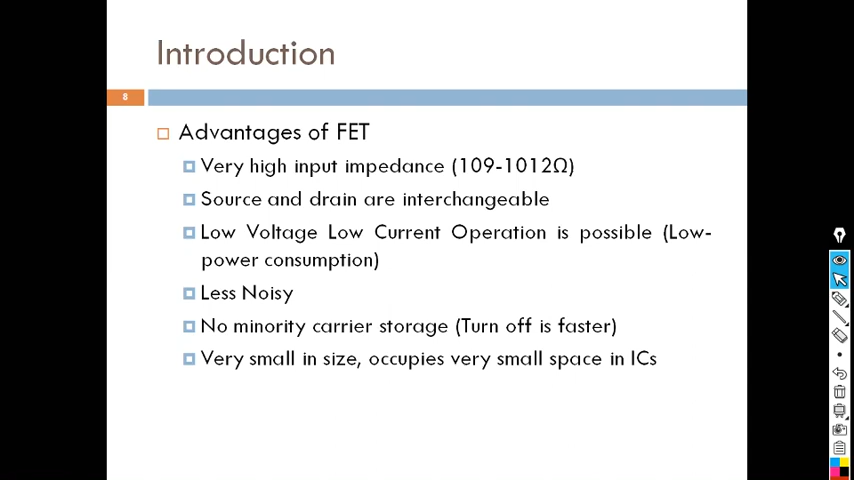 Introduction
8
Advantages of FET
Very high input impedance (109-1012Ω)
Source and drain are interchangeable
Low Voltage Low Current Operation is possible (Low-
power consumption)
Less Noisy
No minority carrier storage (Turn off is faster)
Very small in size, occupies very small space in ICs